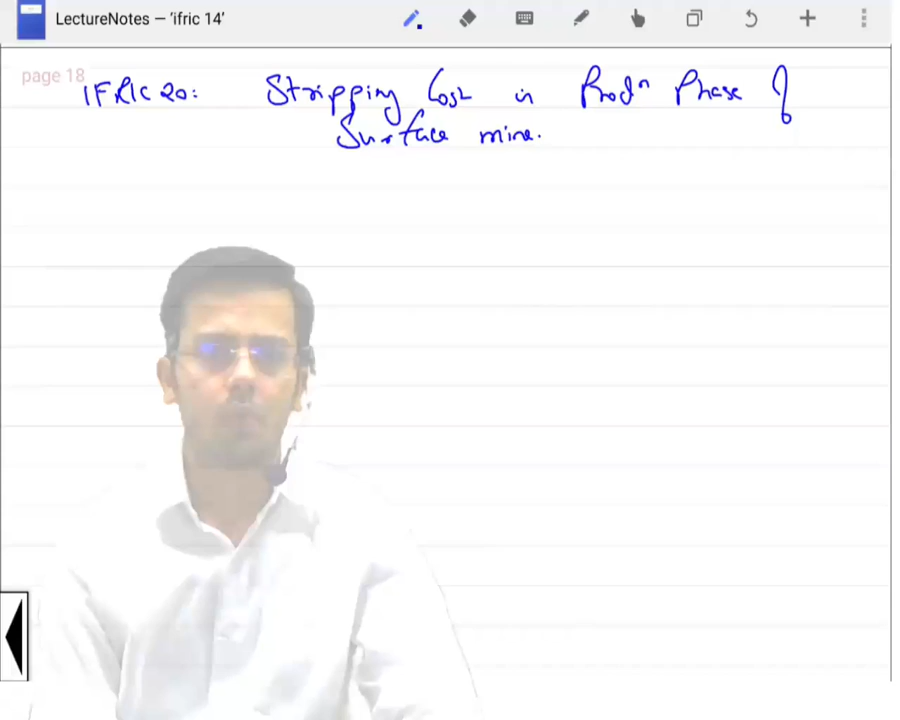 LectureNotes – 'ifric 14'
page 18
IFRIC 20: Stripping Cost in Prodⁿ Phase of
Surface mine.